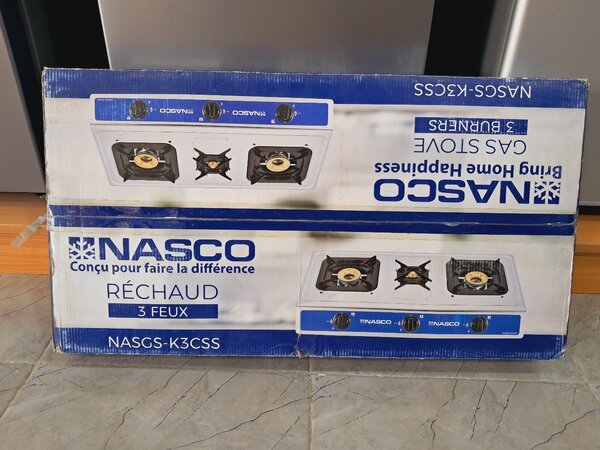 NASGS-K3CSS
GAS STOVE
3 BURNERS
NASCO
Bring Home Happiness
NASCO
NASCO
NASCO
Conçu pour faire la différence
RÉCHAUD
3 FEUX
NASGS-K3CSS
NASCO
NASCO